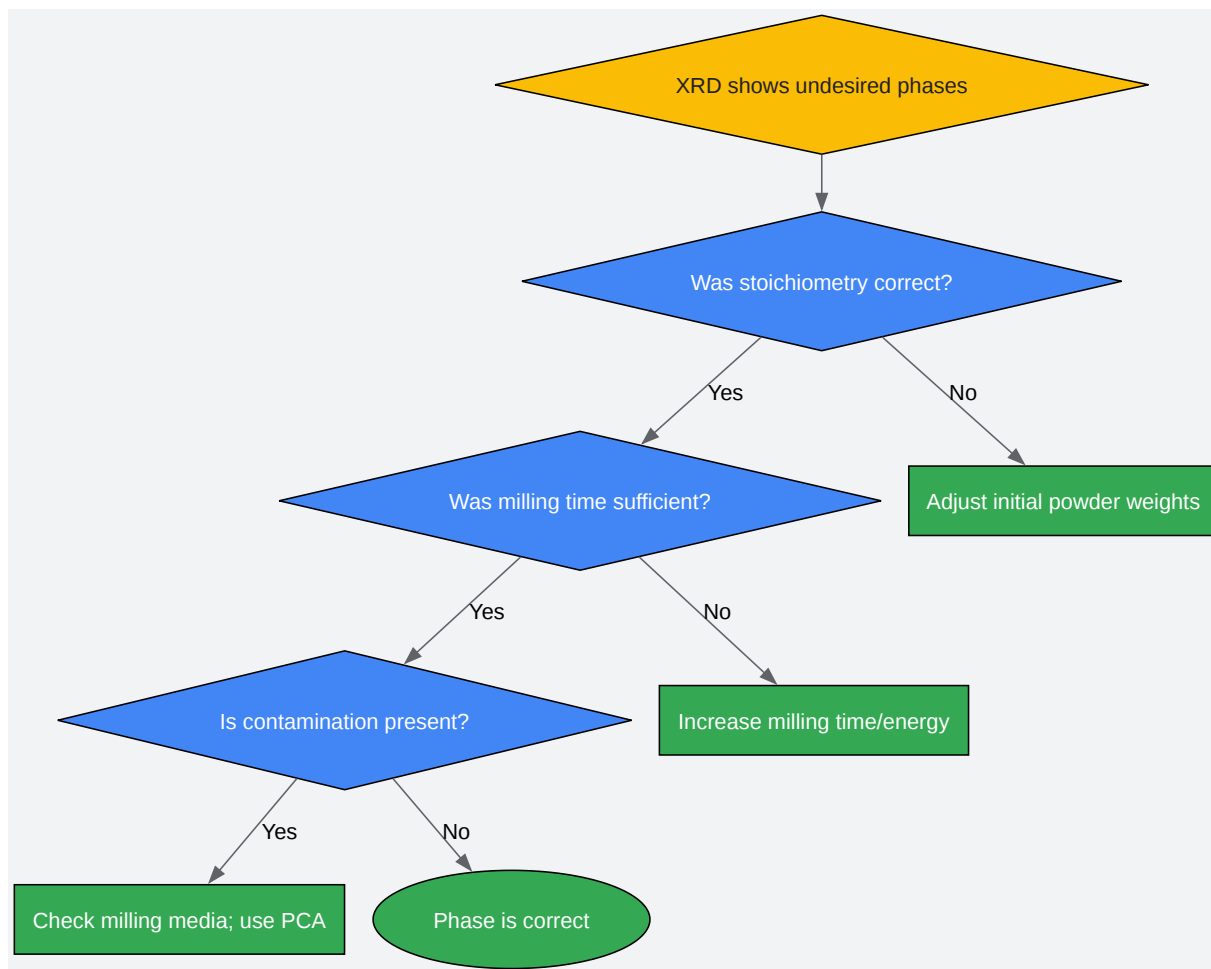 XRD shows undesired phases
Was stoichiometry correct?
Yes
No
Was milling time sufficient?
Adjust initial powder weights
Yes
No
Is contamination present?
Increase milling time/energy
Yes
No
Check milling media; use PCA
Phase is correct